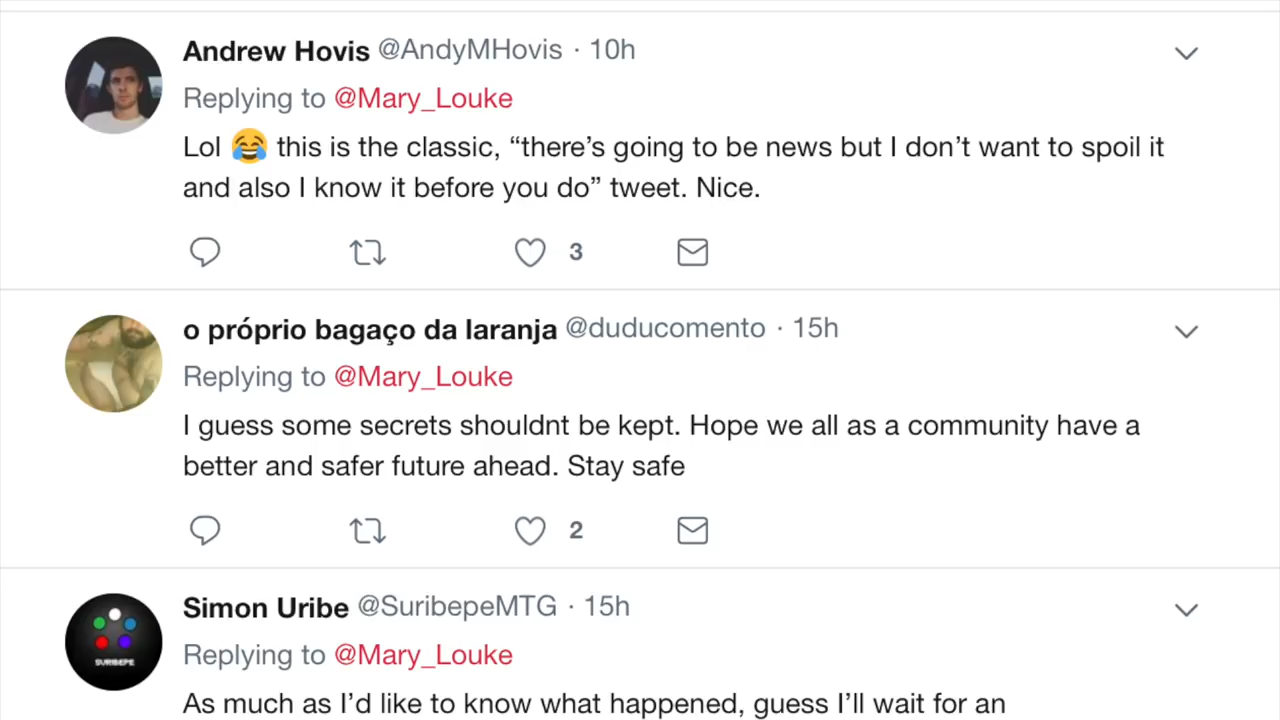 Andrew Hovis @AndyMHovis · 10h
Replying to @Mary_Louke
Lol 😂 this is the classic, “there’s going to be news but I don’t want to spoil it
and also I know it before you do” tweet. Nice.
3
o próprio bagaço da laranja @duducomento · 15h
Replying to @Mary_Louke
I guess some secrets shouldnt be kept. Hope we all as a community have a
better and safer future ahead. Stay safe
2
Simon Uribe @SuribepeMTG · 15h
SURIBEPE
Replying to @Mary_Louke
As much as I’d like to know what happened, guess I’ll wait for an